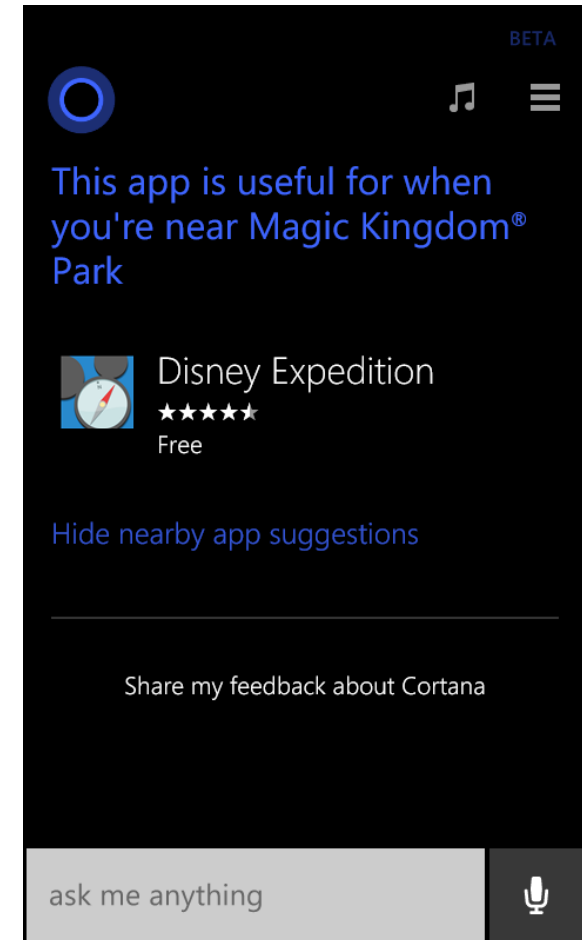 BETA
This app is useful for when
you're near Magic Kingdom®
Park
Disney Expedition
Free
Hide nearby app suggestions
Share my feedback about Cortana
ask me anything